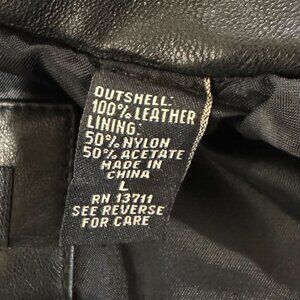 OUTSHELL:
100% LEATHER
LINING:
50% NYLON
50% ACETATE
MADE IN
CHINA
L
RN 13711
SEE REVERSE
FOR CARE